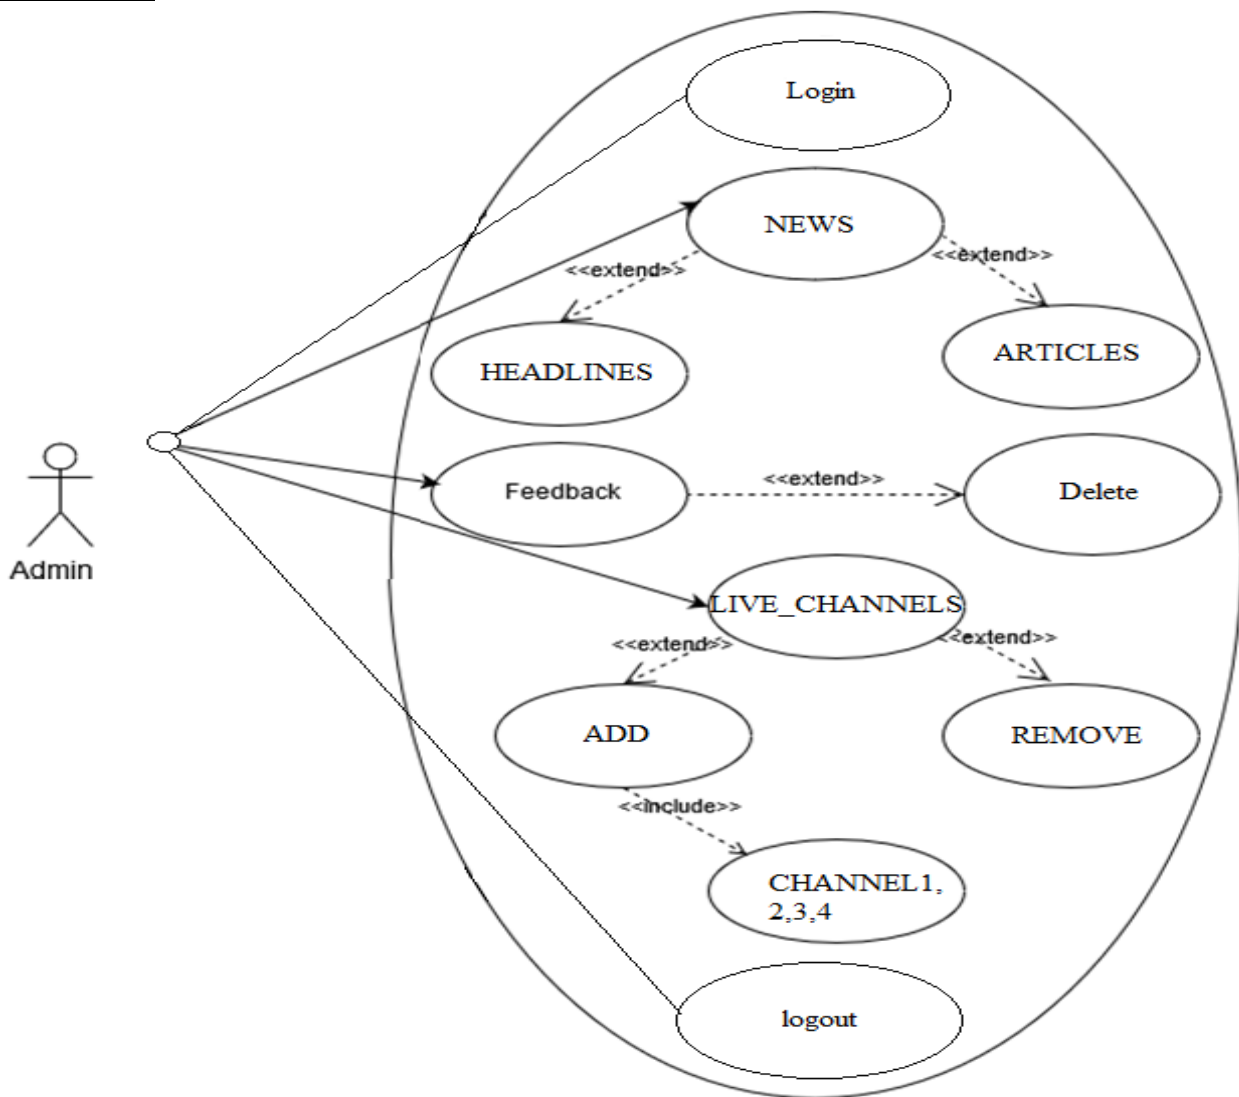 Login
NEWS
<<extend>>
<<extend>>
HEADLINES
ARTICLES
Feedback
<<extend>>
Delete
Admin
LIVE_CHANNELS
<<extend>>
<<extend>>
ADD
REMOVE
<<include>>
CHANNEL1,
2,3,4
logout